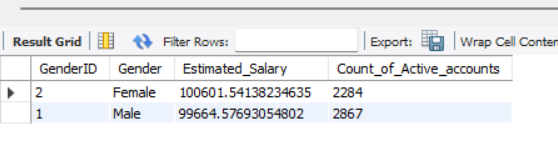 Result Grid Filter Rows: Export: Wrap Cell Conten
GenderID Gender Estimated_Salary Count_of_Active_accounts
2 Female 100601.54138234635 2284
1 Male 99664.57693054802 2867